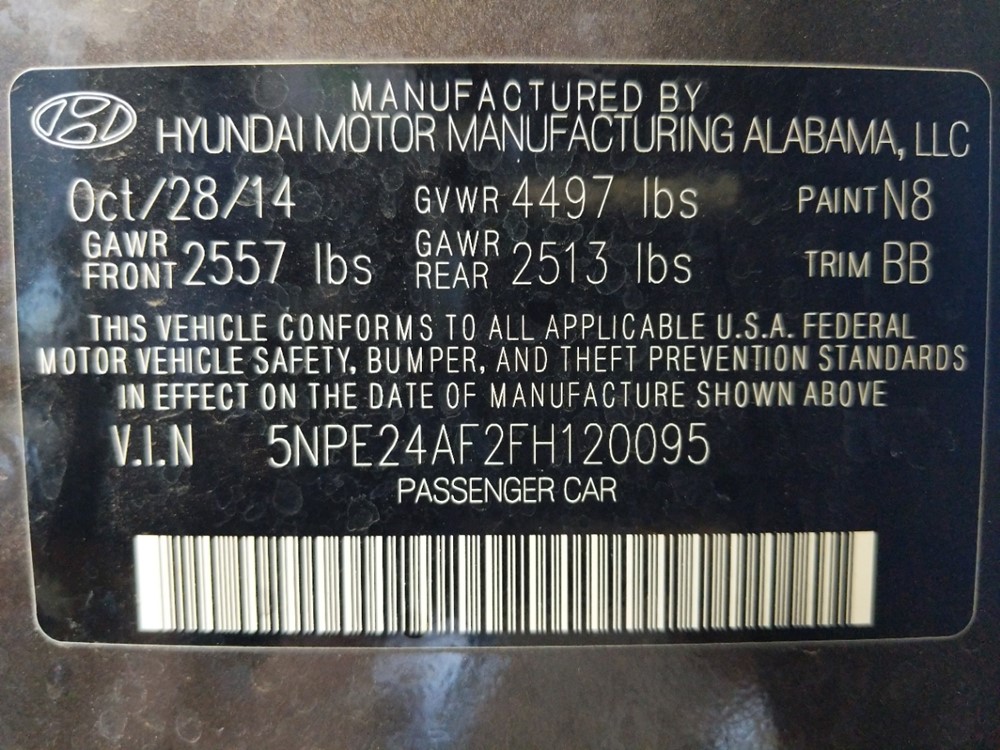 MANUFACTURED BY
HYUNDAI MOTOR MANUFACTURING ALABAMA, LLC
Oct/28/14 GVWR 4497 lbs PAINT N8
GAWR FRONT 2557 lbs GAWR REAR 2513 lbs TRIM BB
THIS VEHICLE CONFORMS TO ALL APPLICABLE U.S.A. FEDERAL
MOTOR VEHICLE SAFETY, BUMPER, AND THEFT PREVENTION STANDARDS
IN EFFECT ON THE DATE OF MANUFACTURE SHOWN ABOVE
V.I.N 5NPE24AF2FH120095
PASSENGER CAR